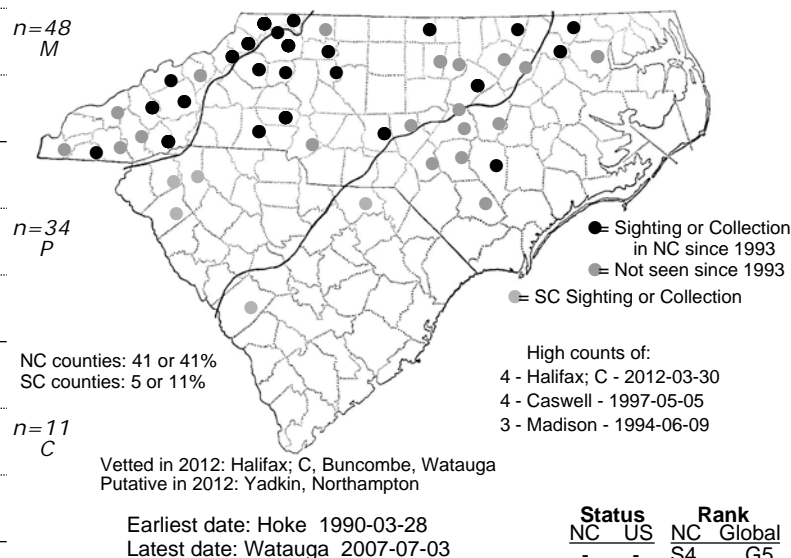 n=48
M
n=34
P
n=11
C
= Sighting or Collection
in NC since 1993
= Not seen since 1993
= SC Sighting or Collection
NC counties: 41 or 41%
SC counties: 5 or 11%
High counts of:
4 - Halifax; C - 2012-03-30
4 - Caswell - 1997-05-05
3 - Madison - 1994-06-09
Vetted in 2012: Halifax; C, Buncombe, Watauga
Putative in 2012: Yadkin, Northampton
Earliest date: Hoke 1990-03-28
Latest date: Watauga 2007-07-03
Status Rank
NC US NC Global
- - S4 G5